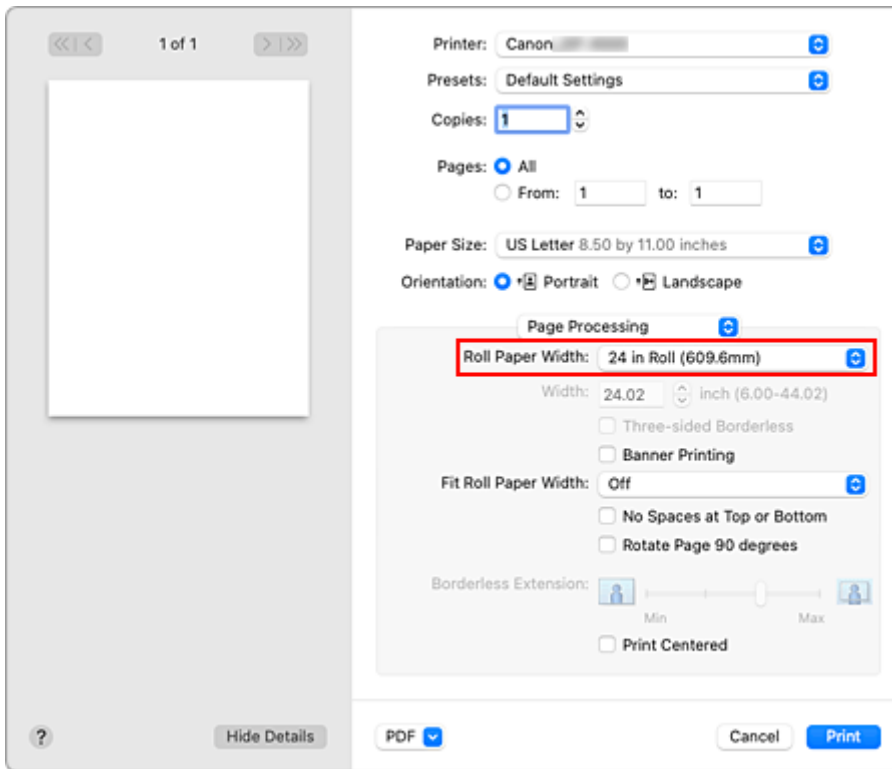 1 of 1
Printer: Canon
Presets: Default Settings
Copies: 1
Pages: All
From: 1 to: 1
Paper Size: US Letter 8.50 by 11.00 inches
Orientation: Portrait Landscape
Page Processing
Roll Paper Width: 24 in Roll (609.6mm)
Width: 24.02 inch (6.00-44.02)
Three-sided Borderless
Banner Printing
Fit Roll Paper Width: Off
No Spaces at Top or Bottom
Rotate Page 90 degrees
Borderless Extension:
Min Max
Print Centered
? Hide Details PDF Cancel Print